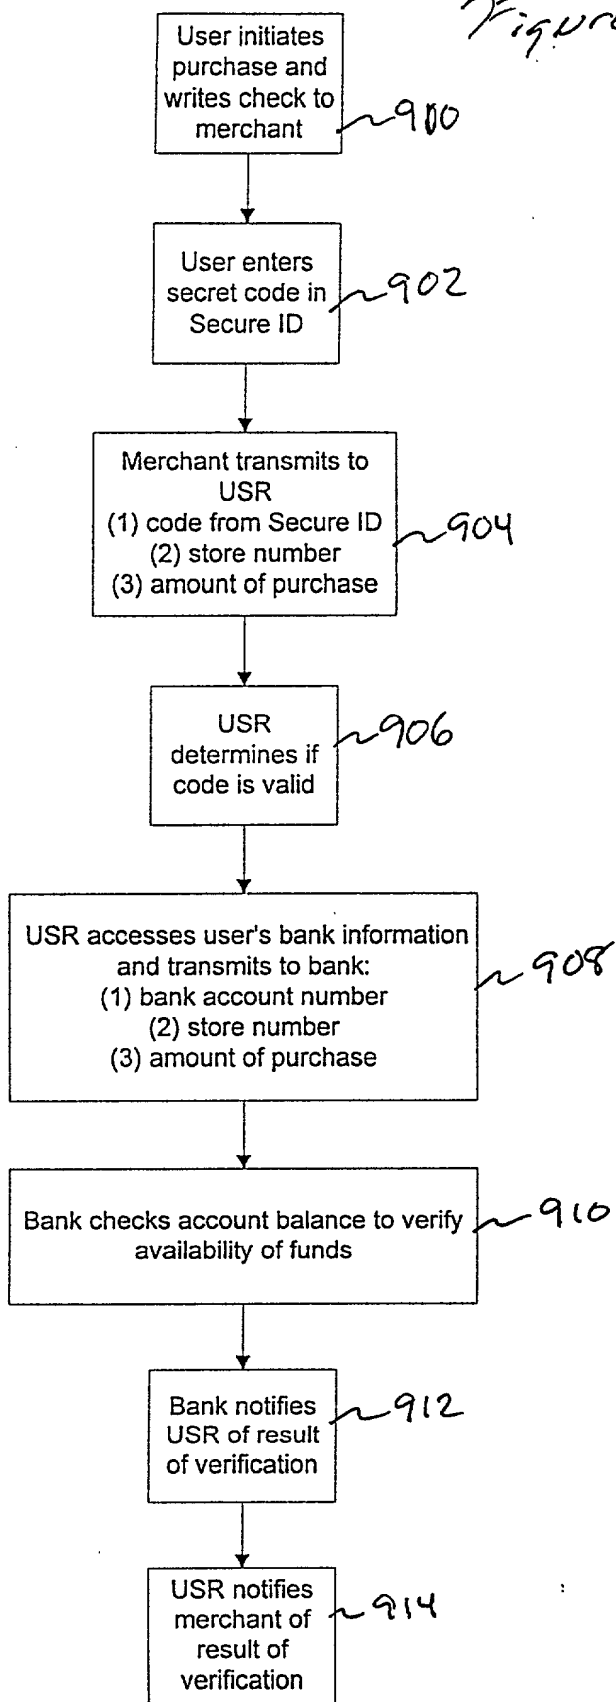 Figure
User initiates
purchase and
writes check to
merchant
900
User enters
secret code in
Secure ID
902
Merchant transmits to
USR
(1) code from Secure ID
(2) store number
(3) amount of purchase
904
USR
determines if
code is valid
906
USR accesses user's bank information
and transmits to bank:
(1) bank account number
(2) store number
(3) amount of purchase
908
Bank checks account balance to verify
availability of funds
910
Bank notifies
USR of result
of verification
912
USR notifies
merchant of
result of
verification
914